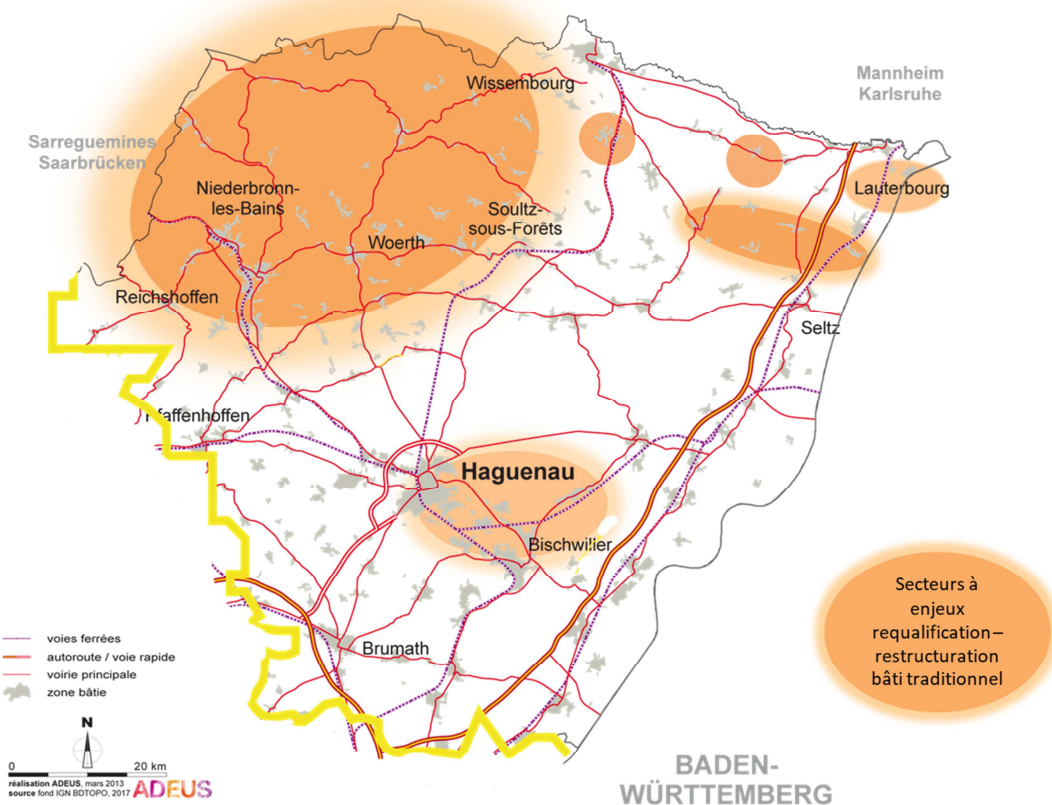 Mannheim
Karlsruhe
Wissembourg
Sarreguemines
Saarbrücken
Lauterbourg
Niederbronn-
les-Bains
Soultz-
sous-Forêts
Woerth
Reichshoffen
Seltz
Pfaffenhoffen
Haguenau
Bischwilier
Secteurs à
enjeux
requalification–
restructuration
bâti traditionnel
voies ferrées
autoroute / voie rapide
voirie principale
zone bâtie
Brumath
N
0 20 km
réalisation ADEUS, mars 2013
source fond IGN BDTOPO, 2017
ADEUS
BADEN-
WÜRTTEMBERG